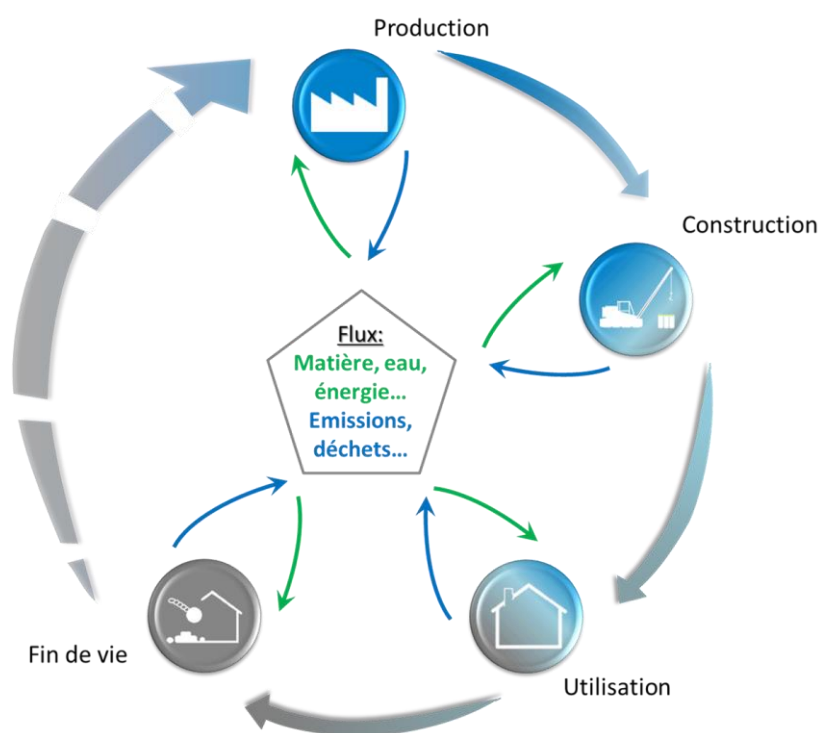 Production
Construction
Flux:
Matière, eau,
énergie...
Emissions,
déchets...
Fin de vie
Utilisation